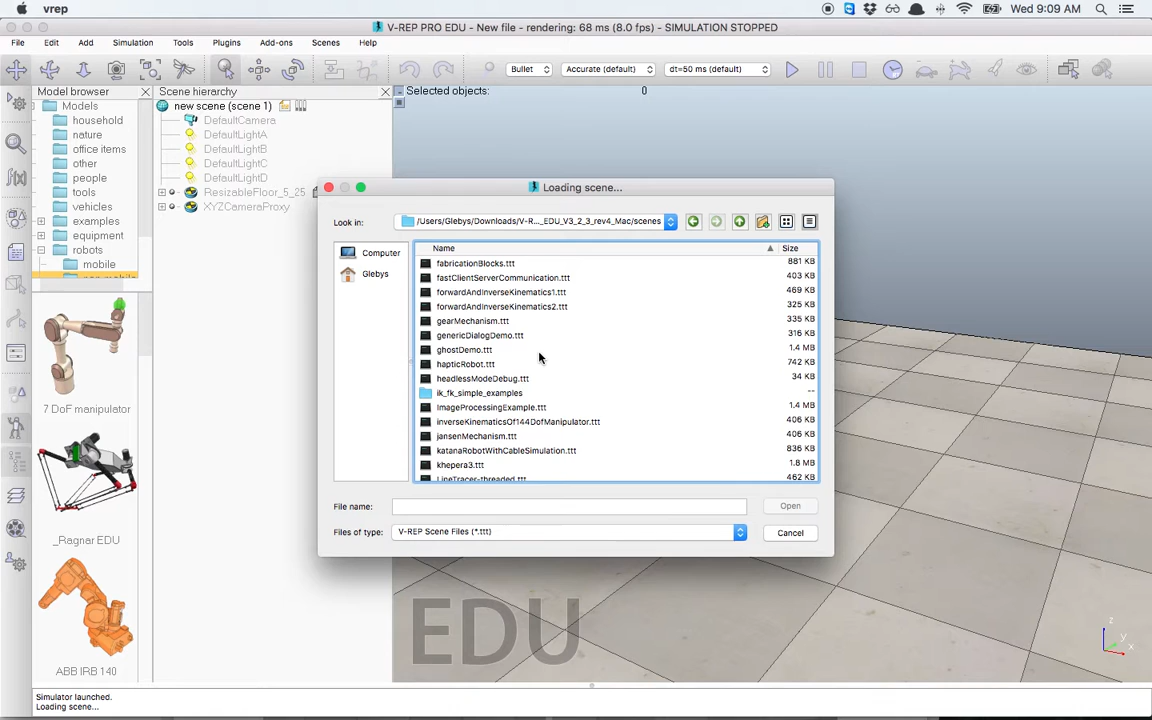 vrep
Wed 9:09 AM
V-REP PRO EDU - New file - rendering: 68 ms (8.0 fps) - SIMULATION STOPPED
File Edit Add Simulation Tools Plugins Add-ons Scenes Help
Bullet Accurate (default) dt=50 ms (default)
Model browser
Models
household
nature
office items
other
people
tools
vehicles
examples
equipment
robots
mobile
7 DoF manipulator
_Ragnar EDU
ABB IRB 140
Scene hierarchy
new scene (scene 1)
DefaultCamera
DefaultLightA
DefaultLightB
DefaultLightC
DefaultLightD
ResizableFloor_5_25
XYZCameraProxy
Selected objects: 0
Loading scene...
Look in: /Users/Glebys/Downloads/V-R..._EDU_V3_2_3_rev4_Mac/scenes
Computer
Glebys
Name Size
fabricationBlocks.ttt 881 KB
fastClientServerCommunication.ttt 403 KB
forwardAndInverseKinematics1.ttt 469 KB
forwardAndInverseKinematics2.ttt 325 KB
gearMechanism.ttt 335 KB
genericDialogDemo.ttt 316 KB
ghostDemo.ttt 1.4 MB
hapticRobot.ttt 742 KB
headlessModeDebug.ttt 34 KB
ik_fk_simple_examples --
ImageProcessingExample.ttt 1.4 MB
inverseKinematicsOf144DofManipulator.ttt 406 KB
jansenMechanism.ttt 406 KB
katanaRobotWithCableSimulation.ttt 836 KB
khepera3.ttt 1.8 MB
LineTracer-threaded.ttt 462 KB
File name: Open
Files of type: V-REP Scene Files (*.ttt) Cancel
EDU
z
y
x
Simulator launched.
Loading scene...